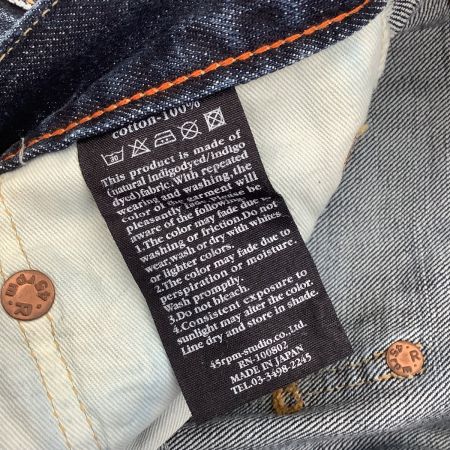 cotton-100%
This product is made of
(natural indigodyed/indigo
dyed)fabric.With repeated
wearing and washing,the
color of the garment will
pleasantly fade.Please be
aware of the following
1.The color may fade due to
washing or friction.Do not
wear,wash or dry with whites
or lighter colors.
2.The color may fade due to
perspiration or moisture.
Wash promptly.
3.Do not bleach.
4.Consistent exposure to
sunlight may alter the color.
Line dry and store in shade.
45rpm-studio.co.Ltd.
RN-100802
MADE IN JAPAN
TEL.03-3498-2245